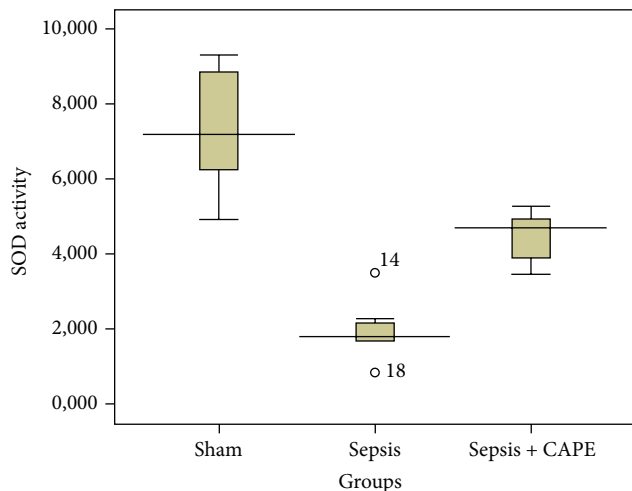 10,000
8,000
6,000
4,000
2,000
0,000
SOD activity
14
18
Sham
Sepsis
Sepsis + CAPE
Groups